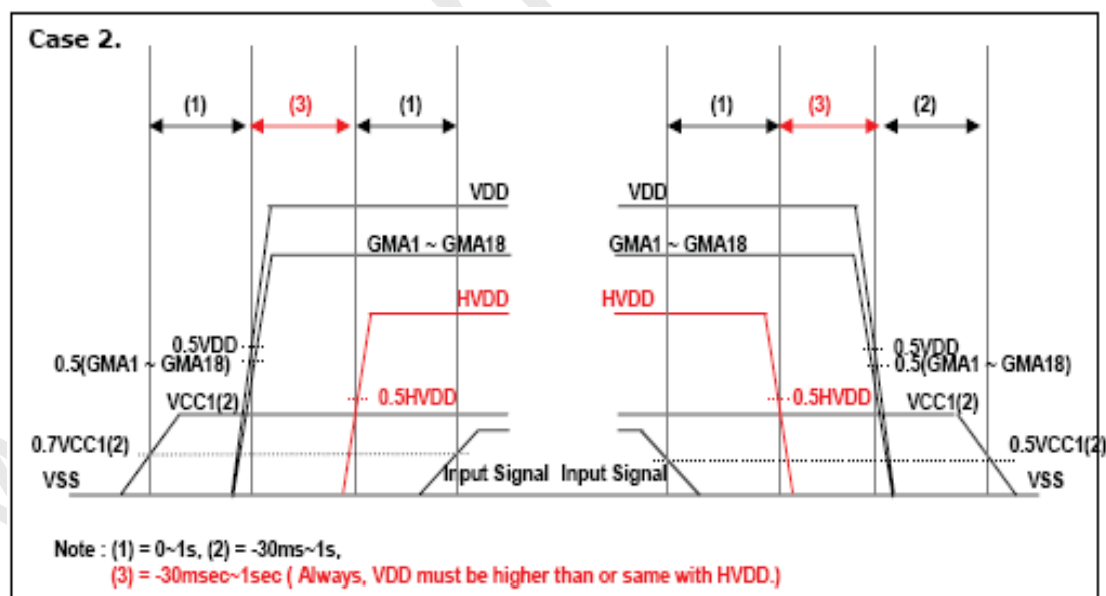 Case 2.
(1) (3) (1) (1) (3) (2)
VDD VDD
GMA1 ~ GMA18 GMA1 ~ GMA18
HVDD HVDD
0.5VDD 0.5VDD
0.5(GMA1 ~ GMA18) 0.5(GMA1 ~ GMA18)
VCC1(2) 0.5HVDD 0.5HVDD VCC1(2)
0.7VCC1(2) 0.5VCC1(2)
VSS Input Signal Input Signal VSS
Note : (1) = 0~1s, (2) = -30ms~1s,
(3) = -30msec~1sec ( Always, VDD must be higher than or same with HVDD.)